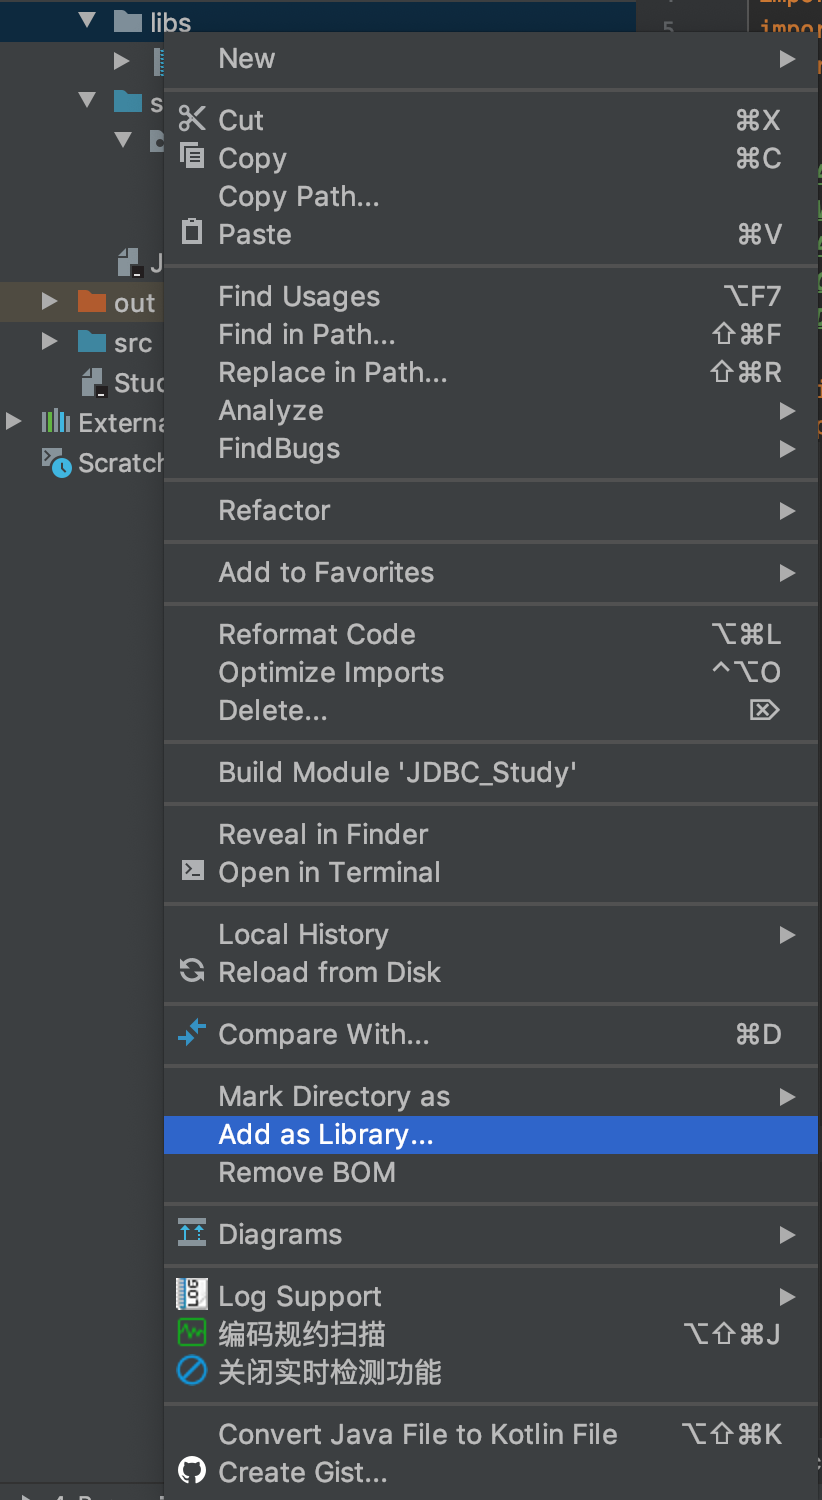 libs
5
New
Cut ⌘X
Copy ⌘C
Copy Path...
Paste ⌘V
Find Usages ⌥F7
out
Find in Path... ⇧⌘F
src
Replace in Path... ⇧⌘R
Analyze
FindBugs
Refactor
Add to Favorites
Reformat Code ⌥⌘L
Optimize Imports ^⌥O
Delete... ⌦
Build Module 'JDBC_Study'
Reveal in Finder
Open in Terminal
Local History
Reload from Disk
Compare With... ⌘D
Mark Directory as
Add as Library...
Remove BOM
Diagrams
LOG
Log Support
编码规约扫描 ⌥⇧⌘J
关闭实时检测功能
Convert Java File to Kotlin File ⌥⇧⌘K
Create Gist...